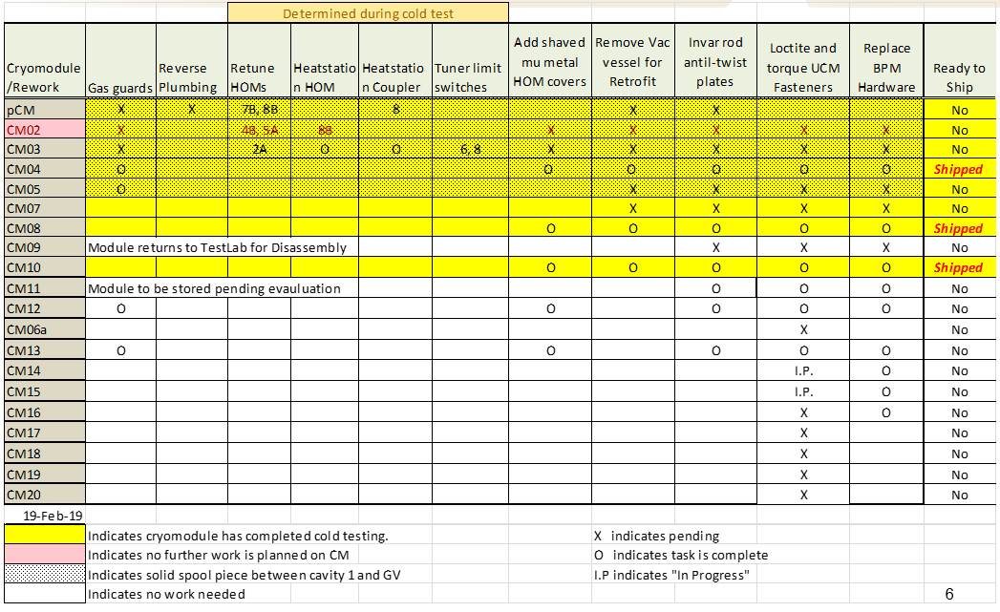 Determined during cold test
Cryomodule /Rework Gas guards Reverse Plumbing Retune HOMs Heatstatio n HOM Heatstatio n Coupler Tuner limit switches Add shaved mu metal HOM covers Remove Vac vessel for Retrofit Invar rod antil-twist plates Loctite and torque UCM Fasteners Replace BPM Hardware Ready to Ship
pCM X X 7B, 8B 8 X X No
CM02 X 4B, 5A 8B X X X X X No
CM03 X 2A O O 6, 8 X X X X X No
CM04 O O O O O O Shipped
CM05 O X X X X No
CM07 X X X X No
CM08 O O O O O Shipped
CM09 Module returns to TestLab for Disassembly X X X No
CM10 O O O O O Shipped
CM11 Module to be stored pending evauluation O O O No
CM12 O O O O O No
CM06a X No
CM13 O O O O O No
CM14 I.P. O No
CM15 I.P. O No
CM16 X O No
CM17 X No
CM18 X No
CM19 X No
CM20 X No
19-Feb-19
Indicates cryomodule has completed cold testing. X indicates pending
Indicates no further work is planned on CM O indicates task is complete
Indicates solid spool piece between cavity 1 and GV I.P indicates "In Progress"
Indicates no work needed 6